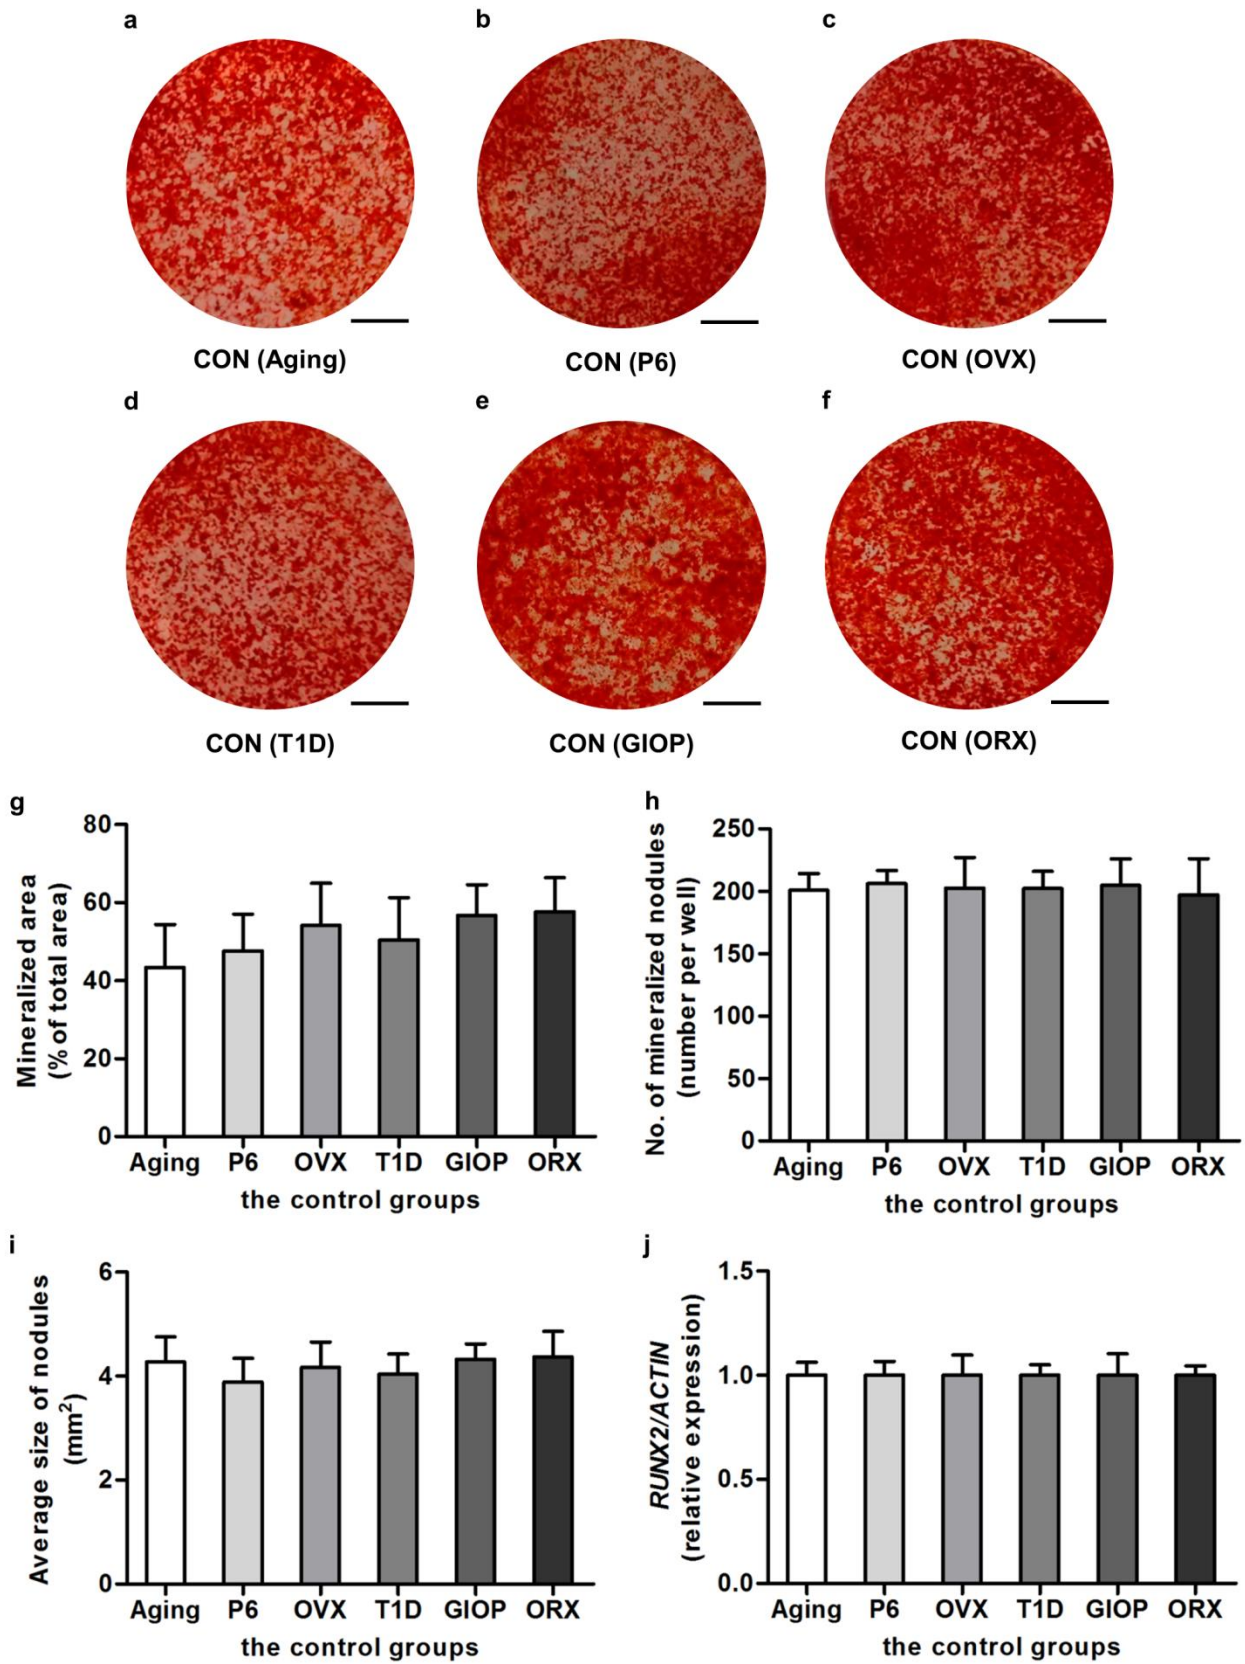 a
b
c
CON (Aging)
CON (P6)
CON (OVX)
d
e
f
CON (T1D)
CON (GIOP)
CON (ORX)
g
Mineralized area
(% of total area)
80
60
40
20
0
Aging P6 OVX T1D GIOP ORX
the control groups
h
No. of mineralized nodules
(number per well)
250
200
150
100
50
0
Aging P6 OVX T1D GIOP ORX
the control groups
i
Average size of nodules
(mm²)
6
4
2
0
Aging P6 OVX T1D GIOP ORX
the control groups
j
RUNX2/ACTIN
(relative expression)
1.5
1.0
0.5
0.0
Aging P6 OVX T1D GIOP ORX
the control groups